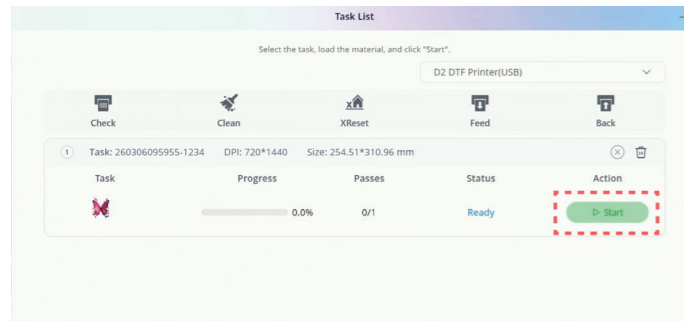 Task List
Select the task, load the material, and click "Start".
D2 DTF Printer(USB)
Check Clean XReset Feed Back
1 Task: 260306095955-1234 DPI: 720*1440 Size: 254.51*310.96 mm
Task Progress Passes Status Action
0.0% 0/1 Ready Start